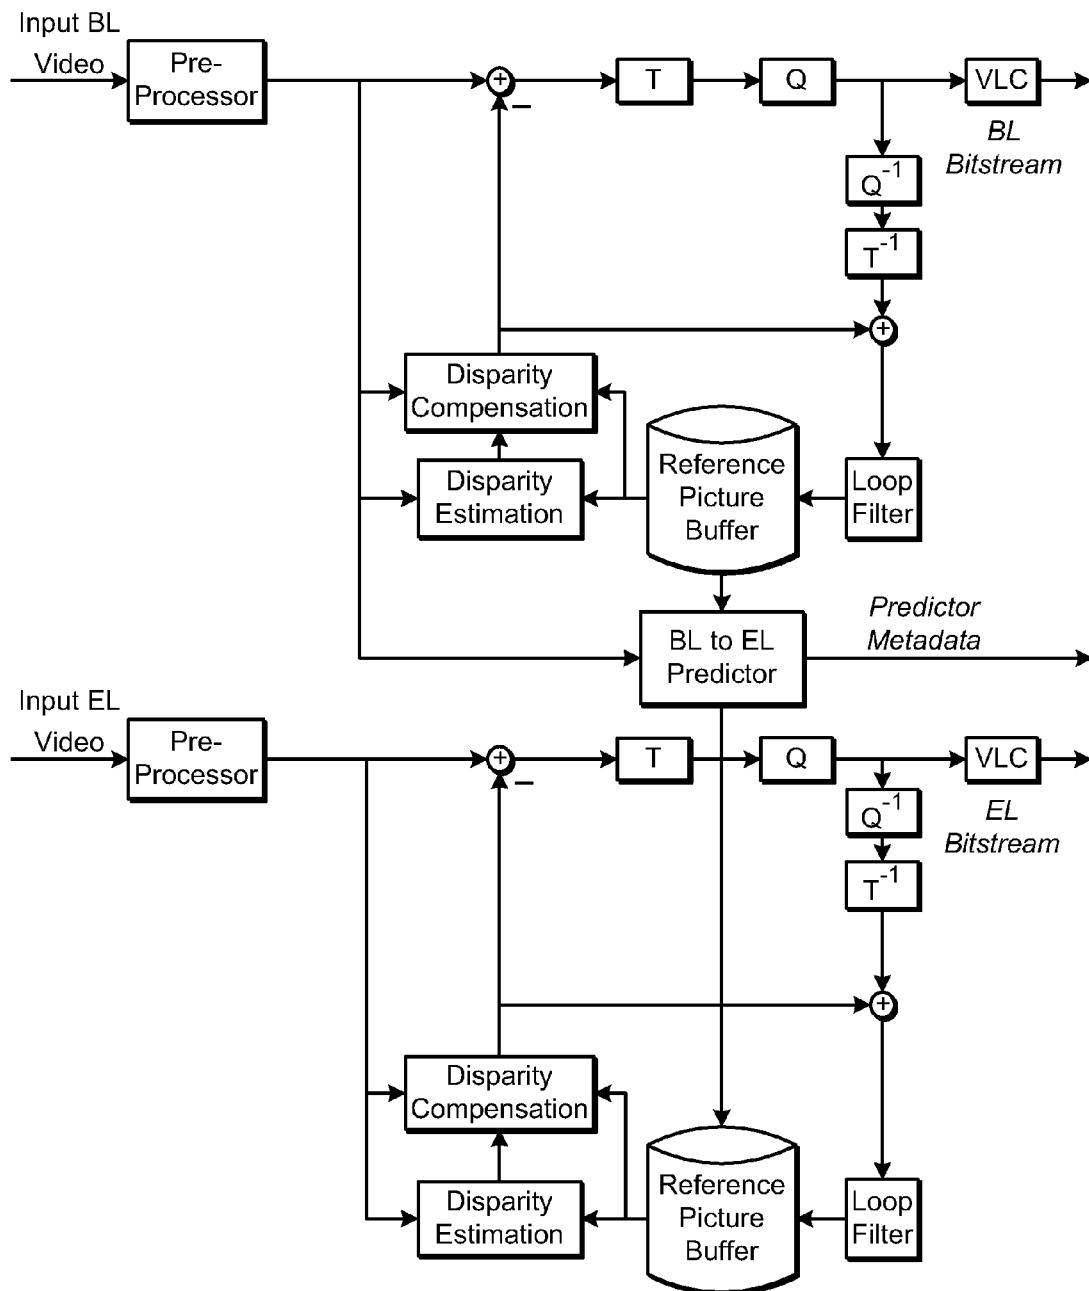 Input BL
Video
Pre-
Processor
+
−
T
Q
VLC
BL
Bitstream
Q-1
T-1
+
Disparity
Compensation
Disparity
Estimation
Reference
Picture
Buffer
Loop
Filter
BL to EL
Predictor
Predictor
Metadada
Input EL
Video
Pre-
Processor
+
−
T
Q
VLC
EL
Bitstream
Q-1
T-1
+
Disparity
Compensation
Disparity
Estimation
Reference
Picture
Buffer
Loop
Filter